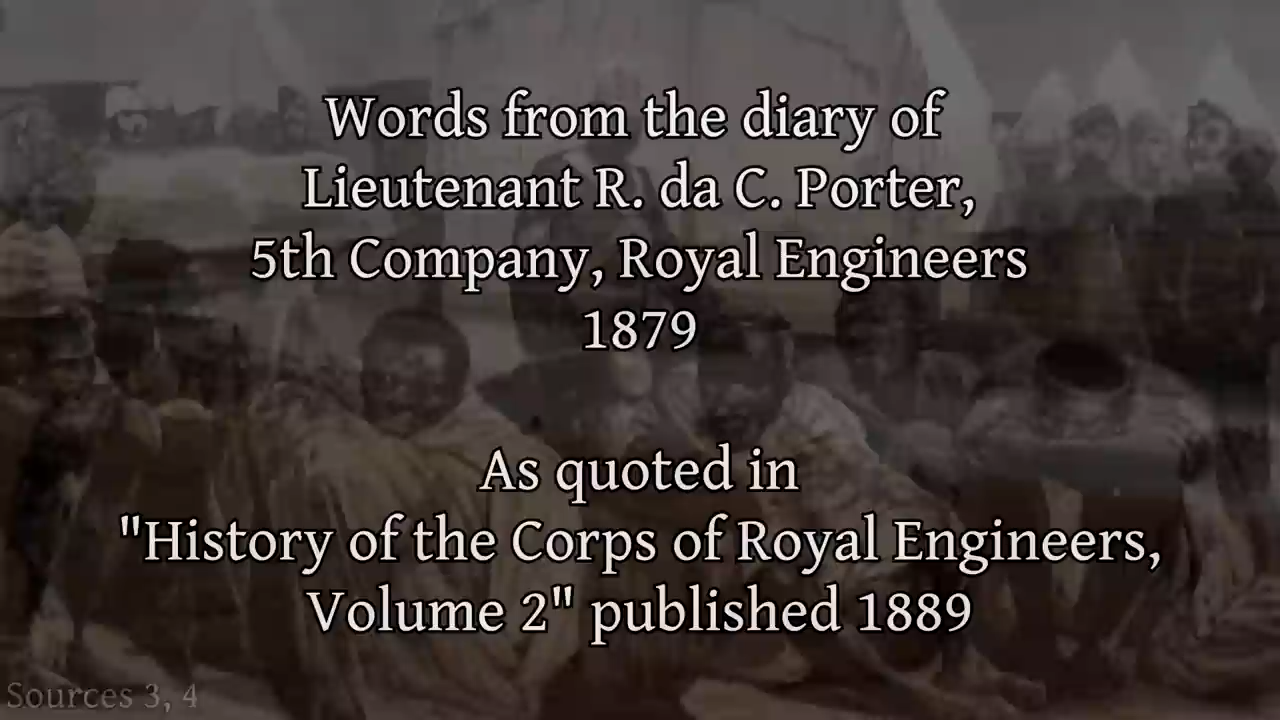 Words from the diary of
Lieutenant R. da C. Porter,
5th Company, Royal Engineers
1879
As quoted in
"History of the Corps of Royal Engineers,
Volume 2" published 1889
Sources 3, 4